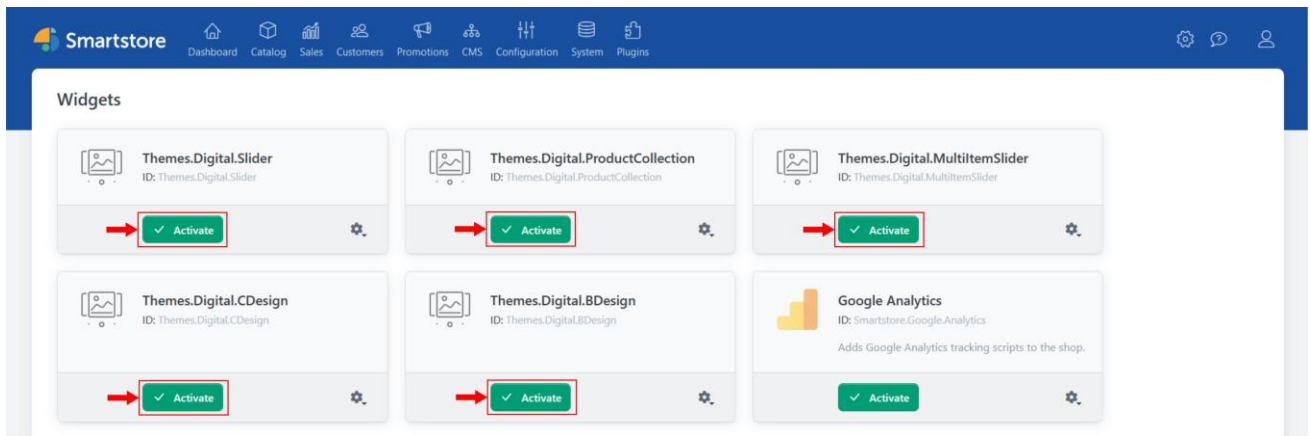 Smartstore
Dashboard Catalog Sales Customers Promotions CMS Configuration System Plugins
Widgets
Themes.Digital.Slider
ID: Themes.Digital.Slider
Activate
Themes.Digital.ProductCollection
ID: Themes.Digital.ProductCollection
Activate
Themes.Digital.MultiItemSlider
ID: Themes.Digital.MultiItemSlider
Activate
Themes.Digital.CDesign
ID: Themes.Digital.CDesign
Activate
Themes.Digital.BDesign
ID: Themes.Digital.BDesign
Activate
Google Analytics
ID: Smartstore.Google.Analytics
Adds Google Analytics tracking scripts to the shop.
Activate